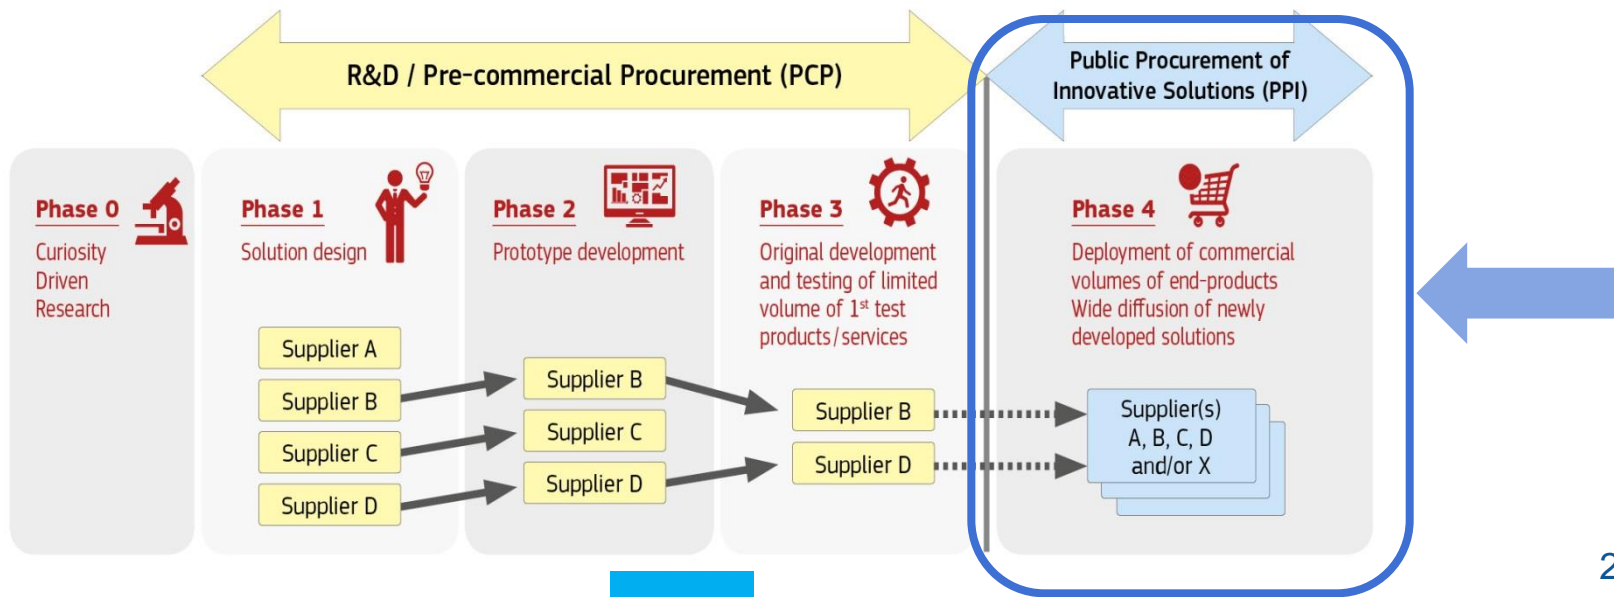 R&D / Pre-commercial Procurement (PCP)
Public Procurement of
Innovative Solutions (PPI)
Phase 0
Curiosity
Driven
Research
Phase 1
Solution design
Supplier A
Supplier B
Supplier C
Supplier D
Phase 2
Prototype development
Supplier B
Supplier C
Supplier D
Phase 3
Original development
and testing of limited
volume of 1st test
products/services
Supplier B
Supplier D
Phase 4
Deployment of commercial
volumes of end-products
Wide diffusion of newly
developed solutions
Supplier(s)
A, B, C, D
and/or X
2